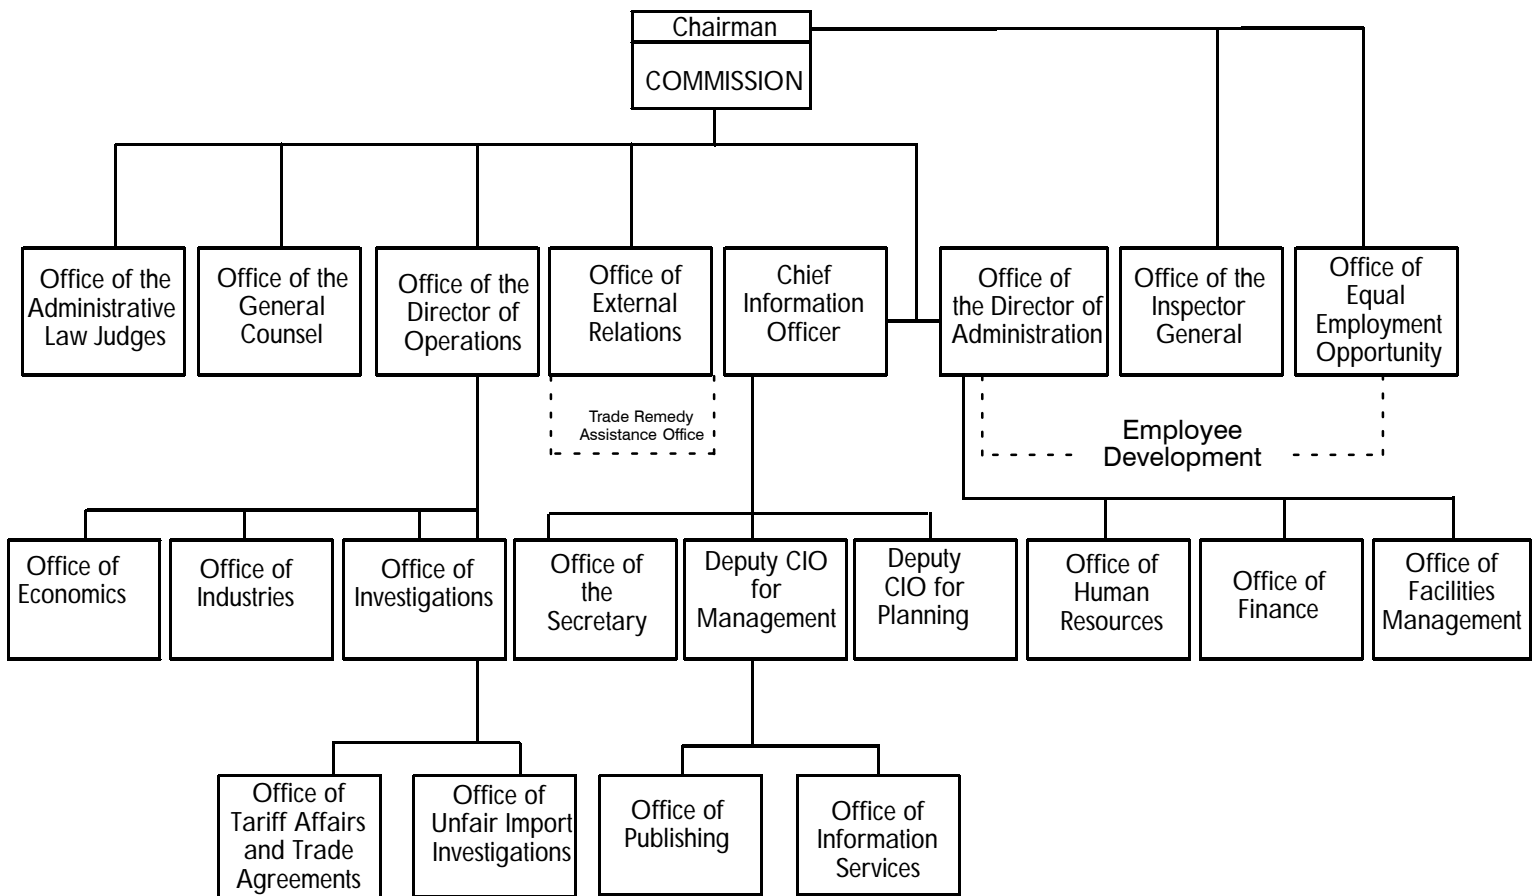 Chairman
COMMISSION
Office of the
Administrative
Law Judges
Office of the
General
Counsel
Office of the
Director of
Operations
Office of
External
Relations
Chief
Information
Officer
Office of
the Director of
Administration
Office of the
Inspector
General
Office of
Equal
Employment
Opportunity
Trade Remedy
Assistance Office
Employee
Development
Office of
Economics
Office of
Industries
Office of
Investigations
Office of
the
Secretary
Deputy CIO
for
Management
Deputy
CIO for
Planning
Office of
Human
Resources
Office of
Finance
Office of
Facilities
Management
Office of
Tariff Affairs
and Trade
Agreements
Office of
Unfair Import
Investigations
Office of
Publishing
Office of
Information
Services